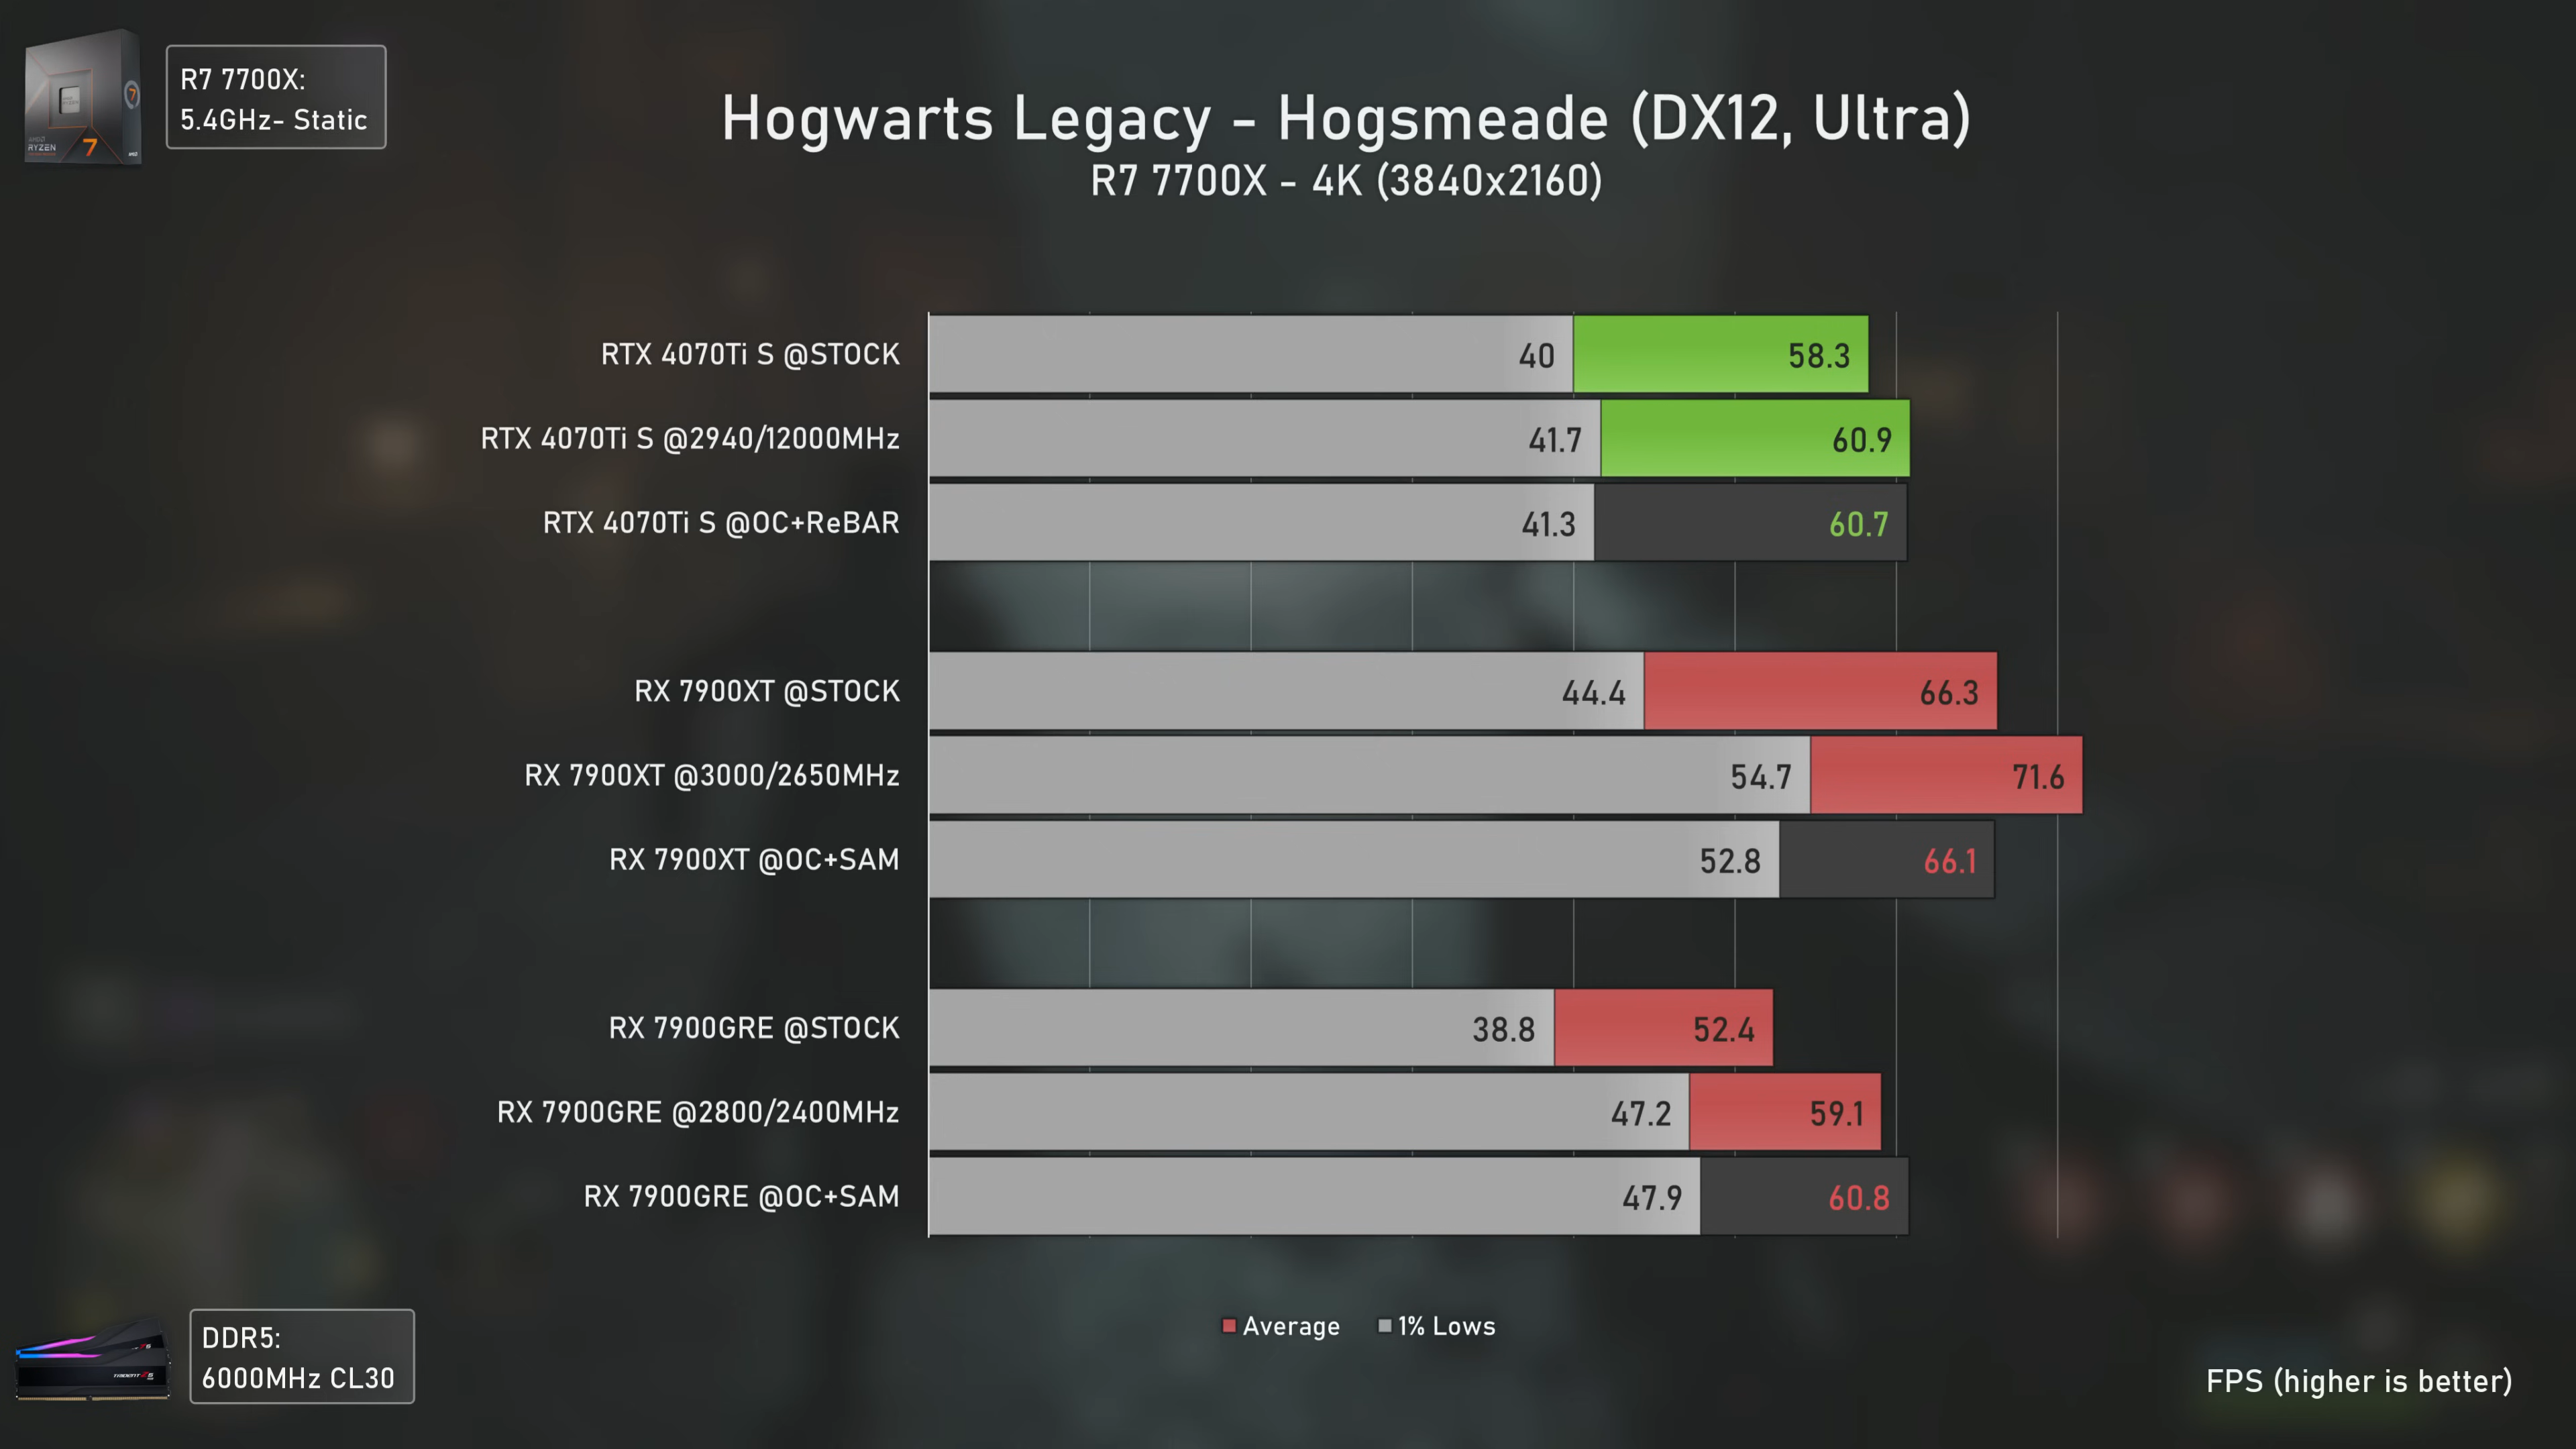 R7 7700X:
5.4GHz- Static
AMD
RYZEN
7
7
Hogwarts Legacy - Hogsmeade (DX12, Ultra)
R7 7700X - 4K (3840x2160)
RTX 4070Ti S @STOCK
40
58.3
RTX 4070Ti S @2940/12000MHz
41.7
60.9
RTX 4070Ti S @OC+ReBAR
41.3
60.7
RX 7900XT @STOCK
44.4
66.3
RX 7900XT @3000/2650MHz
54.7
71.6
RX 7900XT @OC+SAM
52.8
66.1
RX 7900GRE @STOCK
38.8
52.4
RX 7900GRE @2800/2400MHz
47.2
59.1
RX 7900GRE @OC+SAM
47.9
60.8
Average
1% Lows
DDR5:
6000MHz CL30
FPS (higher is better)